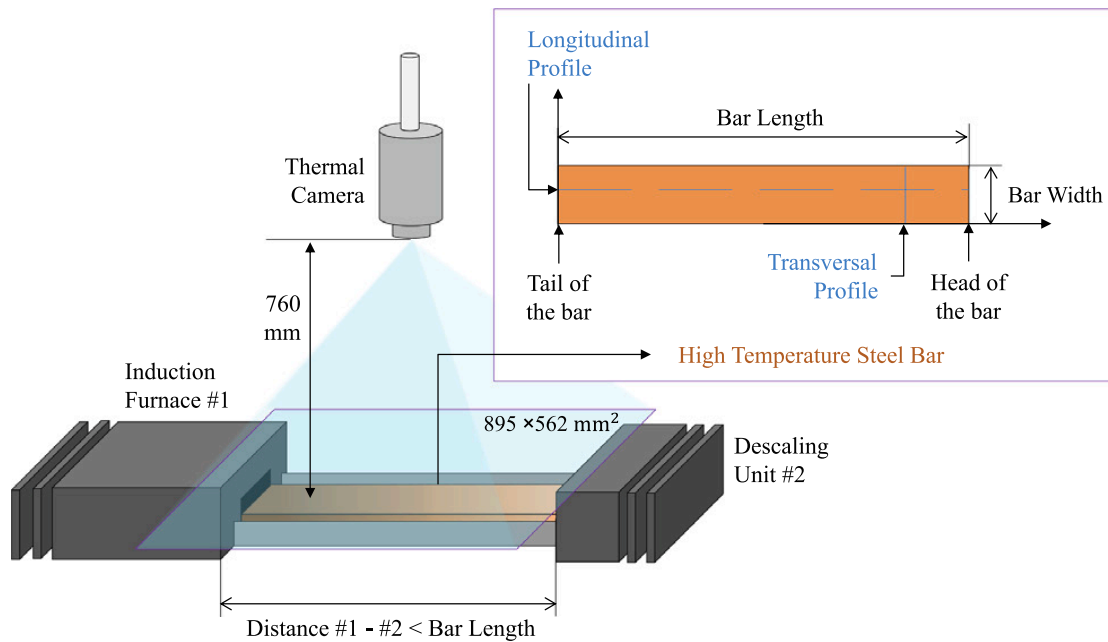 Longitudinal
Profile
Bar Length
Thermal
Camera
Bar Width
Transversal
Profile
Tail of
the bar
Head of
the bar
760
mm
High Temperature Steel Bar
Induction
Furnace #1
895 ×562 mm²
Descaling
Unit #2
Distance #1 - #2 < Bar Length